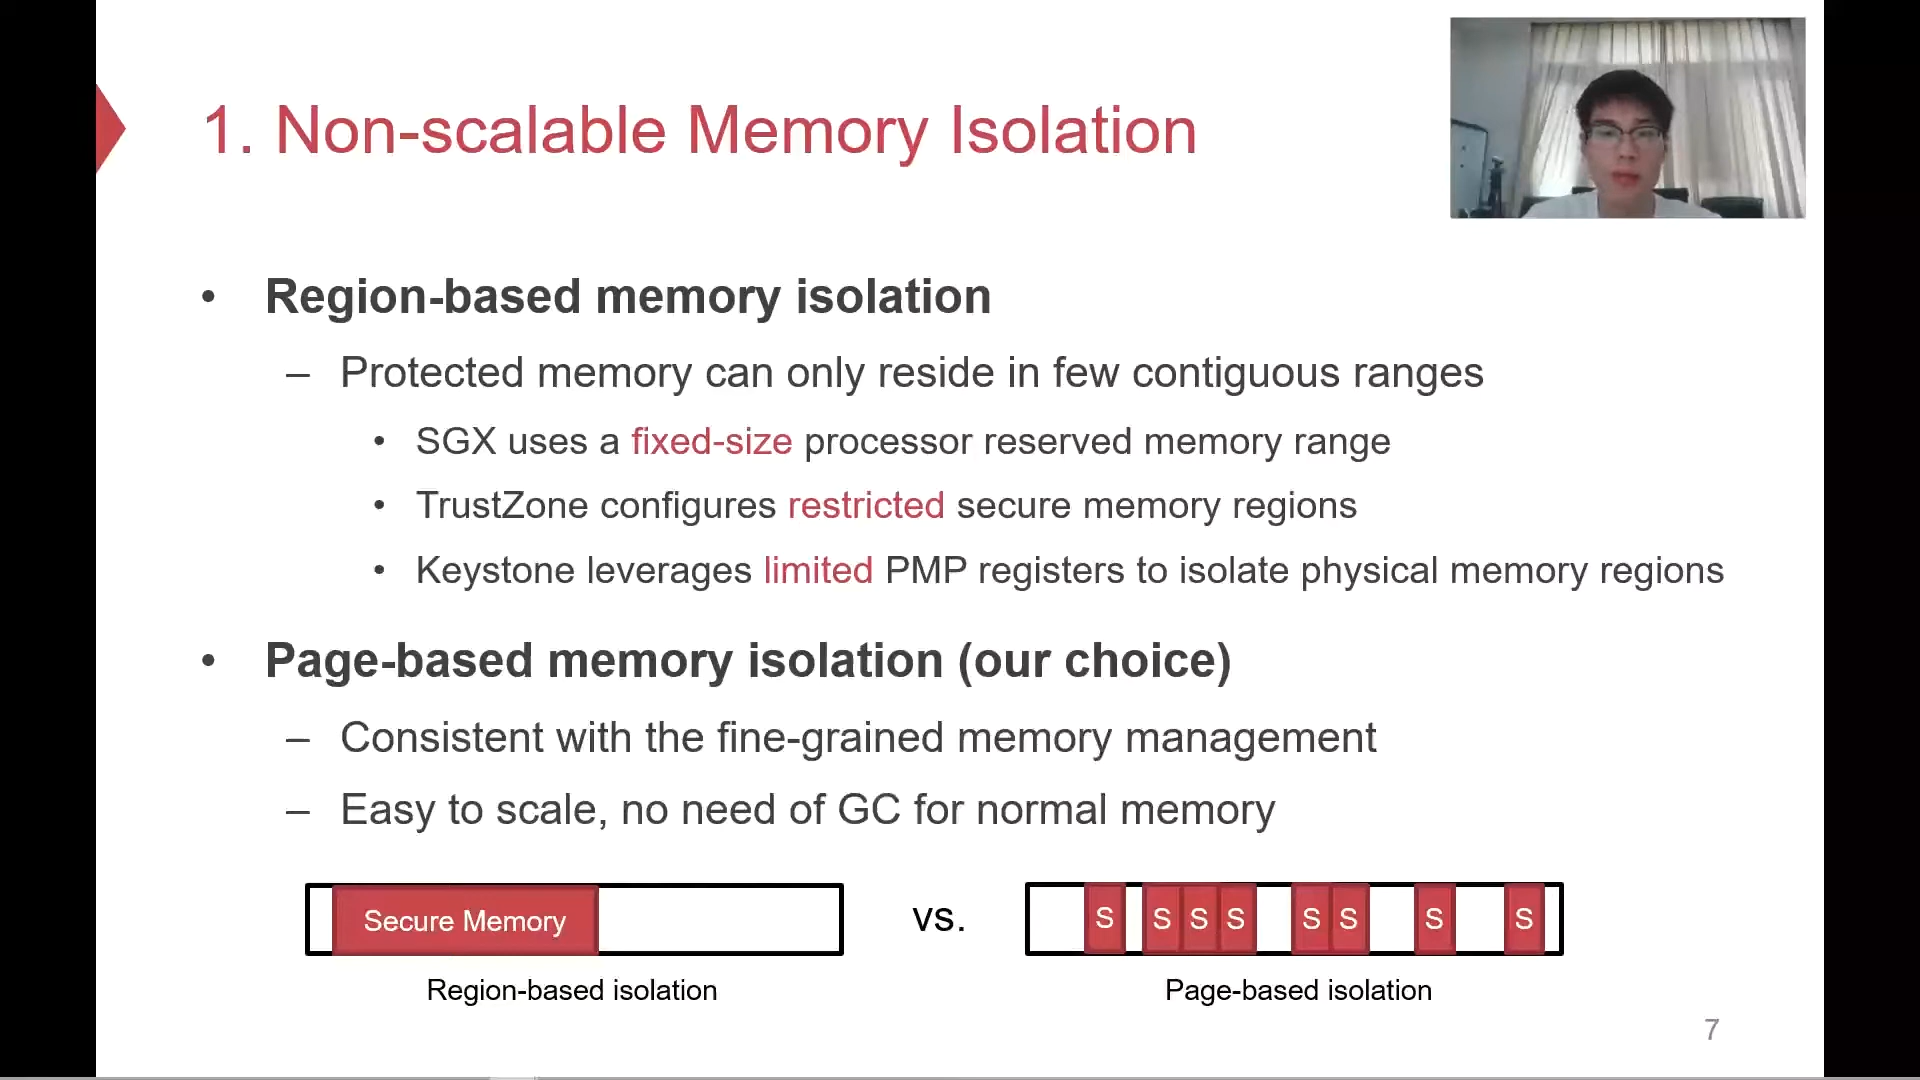 1. Non-scalable Memory Isolation
• Region-based memory isolation
– Protected memory can only reside in few contiguous ranges
• SGX uses a fixed-size processor reserved memory range
• TrustZone configures restricted secure memory regions
• Keystone leverages limited PMP registers to isolate physical memory regions
• Page-based memory isolation (our choice)
– Consistent with the fine-grained memory management
– Easy to scale, no need of GC for normal memory
Secure Memory
vs.
S S S S S S S S
Region-based isolation
Page-based isolation
7